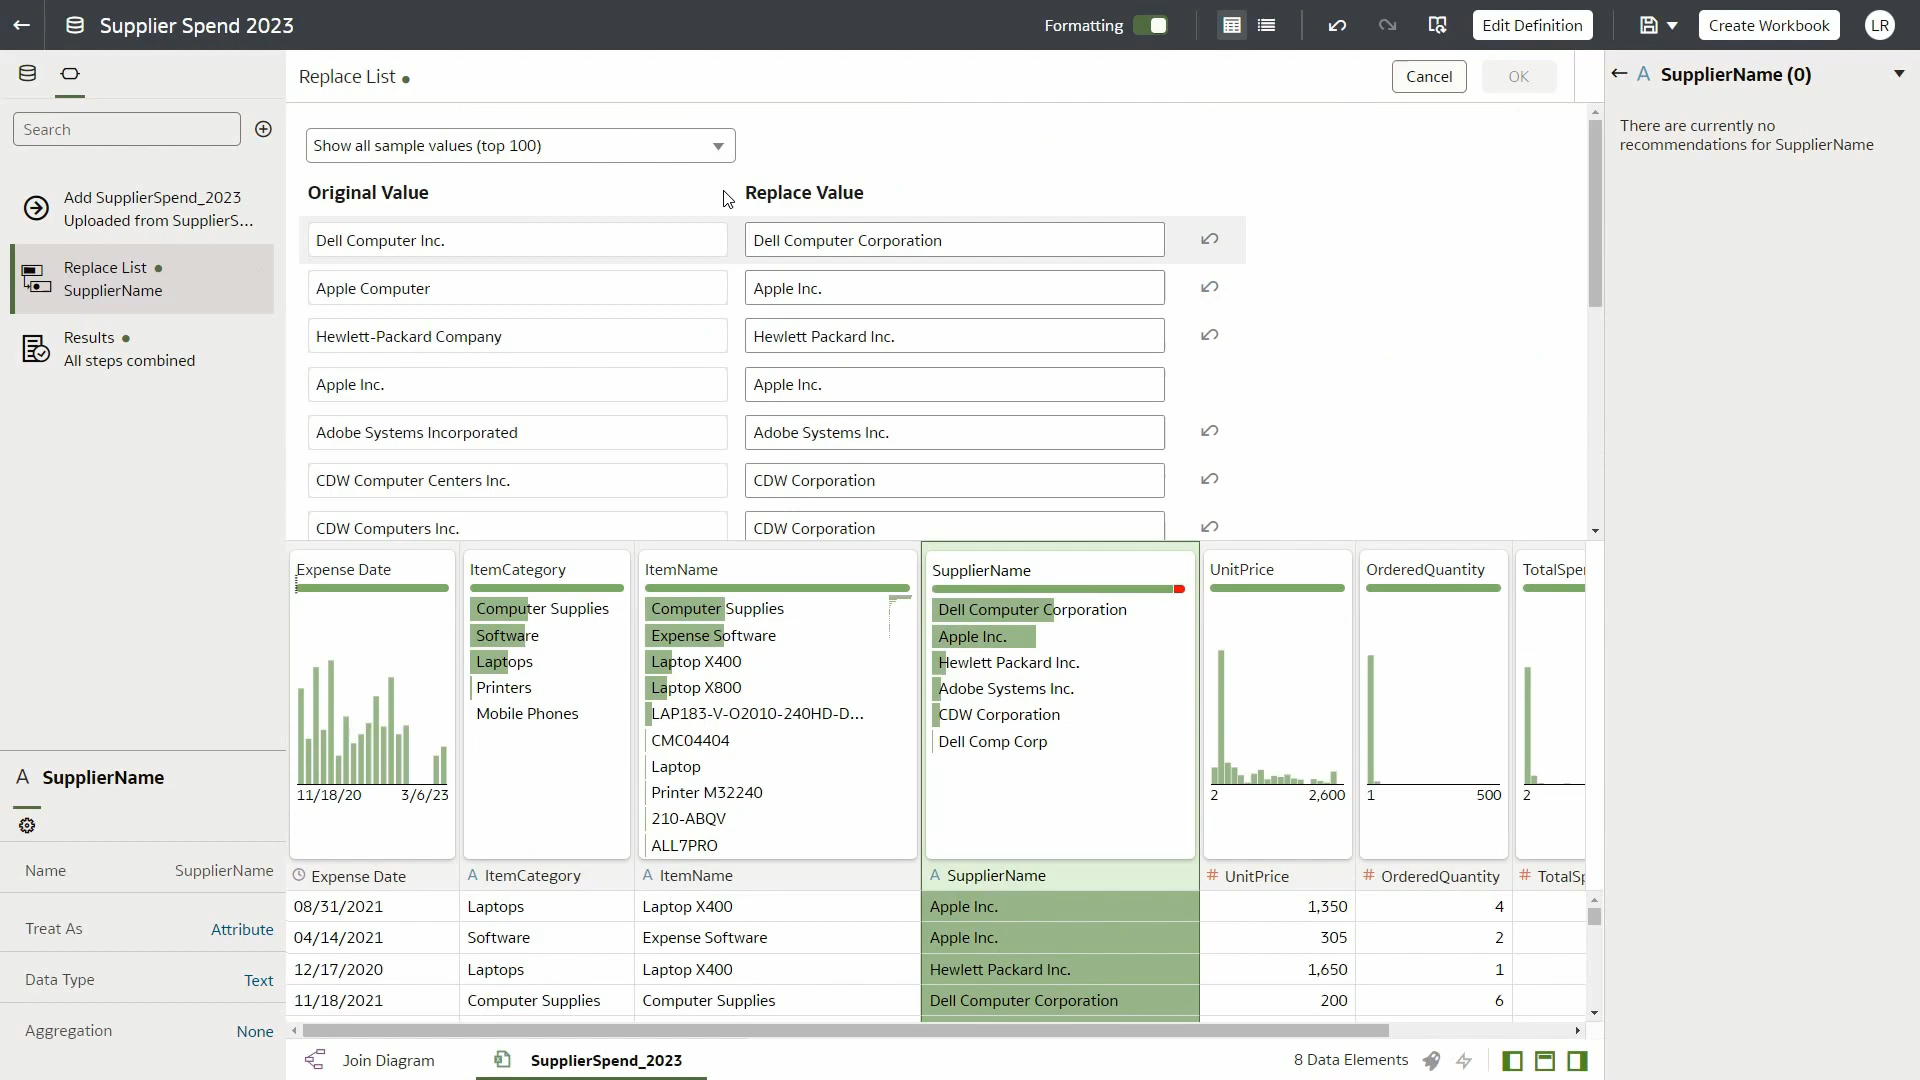 Supplier Spend 2023
Formatting
Edit Definition
Create Workbook
LR
Search
Add SupplierSpend_2023
Uploaded from SupplierS...
Replace List
SupplierName
Results
All steps combined
A SupplierName
Name SupplierName
Treat As Attribute
Data Type Text
Aggregation None
Replace List
Cancel OK
Show all sample values (top 100)
Original Value Replace Value
Dell Computer Inc. Dell Computer Corporation
Apple Computer Apple Inc.
Hewlett-Packard Company Hewlett Packard Inc.
Apple Inc. Apple Inc.
Adobe Systems Incorporated Adobe Systems Inc.
CDW Computer Centers Inc. CDW Corporation
CDW Computers Inc. CDW Corporation
Expense Date
11/18/20 3/6/23
ItemCategory
Computer Supplies
Software
Laptops
Printers
Mobile Phones
ItemName
Computer Supplies
Expense Software
Laptop X400
Laptop X800
LAP183-V-O2010-240HD-D...
CMC04404
Laptop
Printer M32240
210-ABQV
ALL7PRO
SupplierName
Dell Computer Corporation
Apple Inc.
Hewlett Packard Inc.
Adobe Systems Inc.
CDW Corporation
Dell Comp Corp
UnitPrice
2 2,600
OrderedQuantity
1 500
TotalSpe
2
Expense Date A ItemCategory A ItemName A SupplierName # UnitPrice # OrderedQuantity # TotalSp
08/31/2021 Laptops Laptop X400 Apple Inc. 1,350 4
04/14/2021 Software Expense Software Apple Inc. 305 2
12/17/2020 Laptops Laptop X400 Hewlett Packard Inc. 1,650 1
11/18/2021 Computer Supplies Computer Supplies Dell Computer Corporation 200 6
Join Diagram SupplierSpend_2023 8 Data Elements
A SupplierName (0)
There are currently no
recommendations for SupplierName